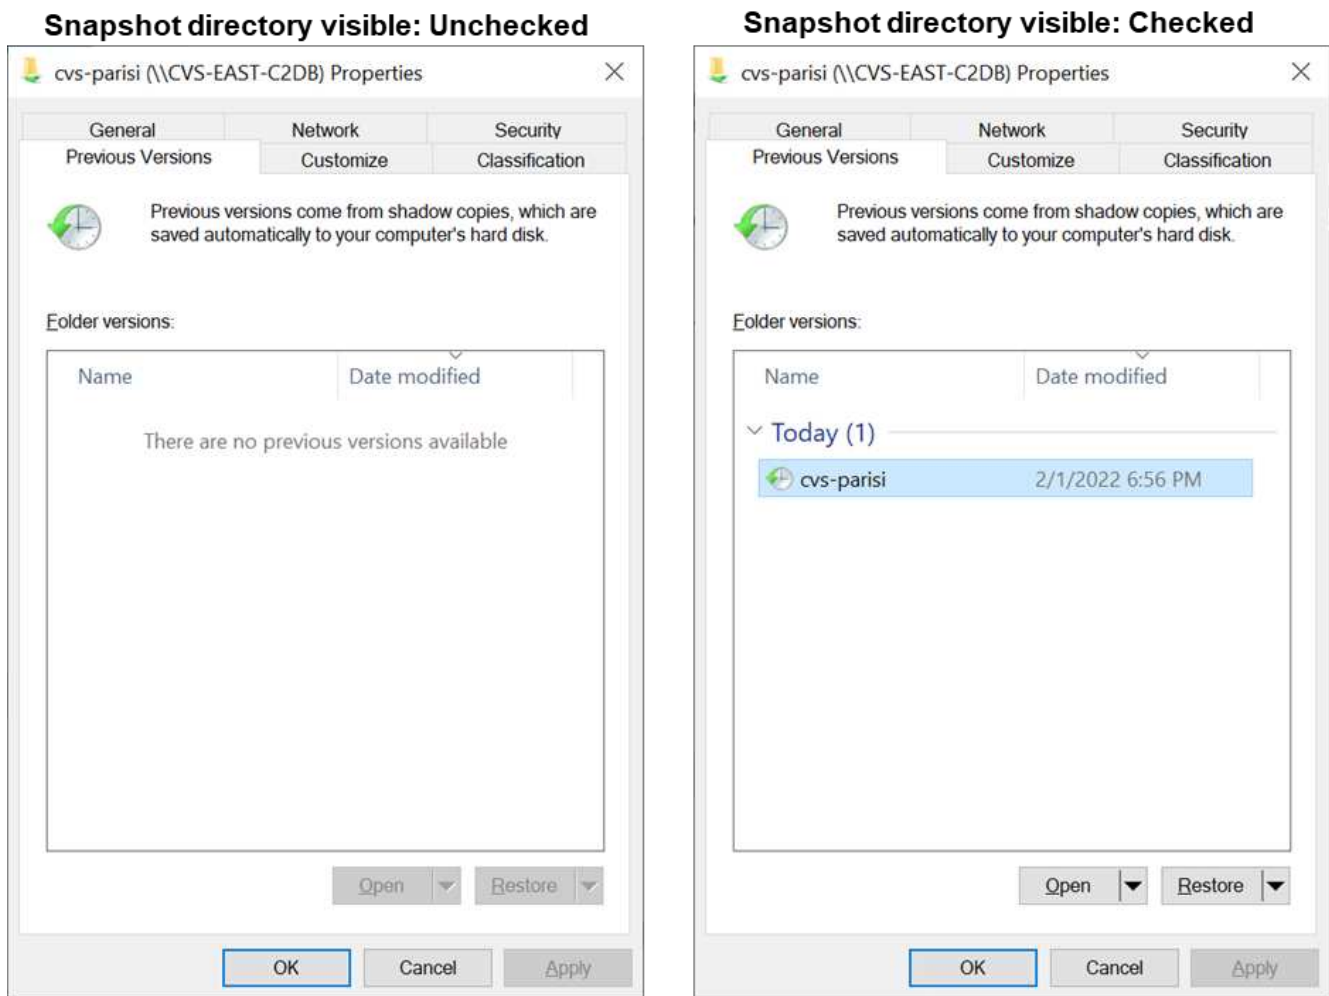 Snapshot directory visible: Unchecked
cvs-parisi (\\CVS-EAST-C2DB) Properties
General Network Security
Previous Versions Customize Classification
Previous versions come from shadow copies, which are
saved automatically to your computer's hard disk.
Folder versions:
Name Date modified
There are no previous versions available
Open Restore
OK Cancel Apply
Snapshot directory visible: Checked
cvs-parisi (\\CVS-EAST-C2DB) Properties
General Network Security
Previous Versions Customize Classification
Previous versions come from shadow copies, which are
saved automatically to your computer's hard disk.
Folder versions:
Name Date modified
Today (1)
cvs-parisi 2/1/2022 6:56 PM
Open Restore
OK Cancel Apply